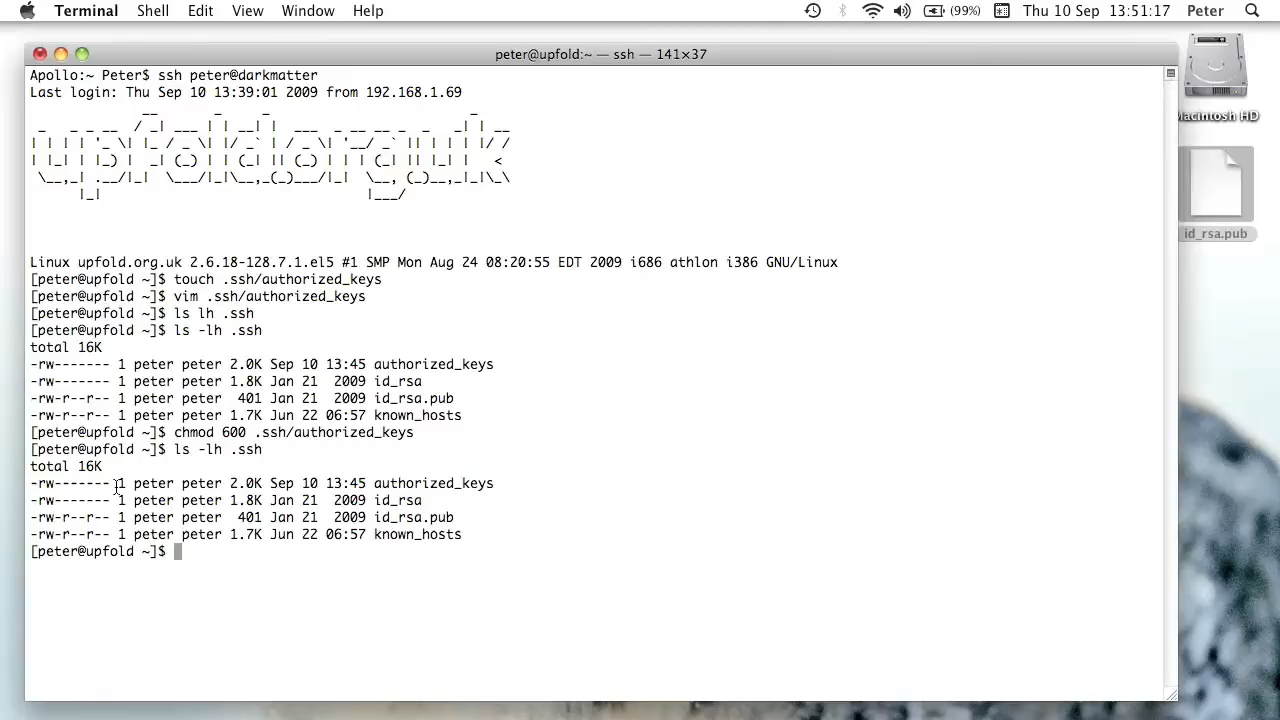 Terminal Shell Edit View Window Help (99%) Thu 10 Sep 13:51:17 Peter
peter@upfold:~ — ssh — 141×37
Apollo:~ Peter$ ssh peter@darkmatter
Last login: Thu Sep 10 13:39:01 2009 from 192.168.1.69
upfold.org.uk
Linux upfold.org.uk 2.6.18-128.7.1.el5 #1 SMP Mon Aug 24 08:20:55 EDT 2009 i686 athlon i386 GNU/Linux
[peter@upfold ~]$ touch .ssh/authorized_keys
[peter@upfold ~]$ vim .ssh/authorized_keys
[peter@upfold ~]$ ls lh .ssh
[peter@upfold ~]$ ls -lh .ssh
total 16K
-rw------- 1 peter peter 2.0K Sep 10 13:45 authorized_keys
-rw------- 1 peter peter 1.8K Jan 21  2009 id_rsa
-rw-r--r-- 1 peter peter  401 Jan 21  2009 id_rsa.pub
-rw-r--r-- 1 peter peter 1.7K Jun 22 06:57 known_hosts
[peter@upfold ~]$ chmod 600 .ssh/authorized_keys
[peter@upfold ~]$ ls -lh .ssh
total 16K
-rw------- 1 peter peter 2.0K Sep 10 13:45 authorized_keys
-rw------- 1 peter peter 1.8K Jan 21  2009 id_rsa
-rw-r--r-- 1 peter peter  401 Jan 21  2009 id_rsa.pub
-rw-r--r-- 1 peter peter 1.7K Jun 22 06:57 known_hosts
[peter@upfold ~]$
Macintosh HD
id_rsa.pub